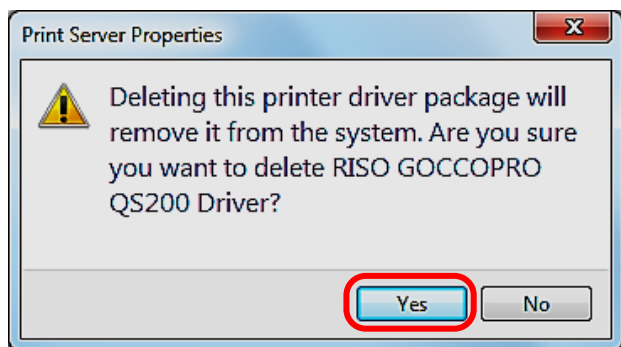 Print Server Properties
Deleting this printer driver package will
remove it from the system. Are you sure
you want to delete RISO GOCCOPRO
QS200 Driver?
Yes No